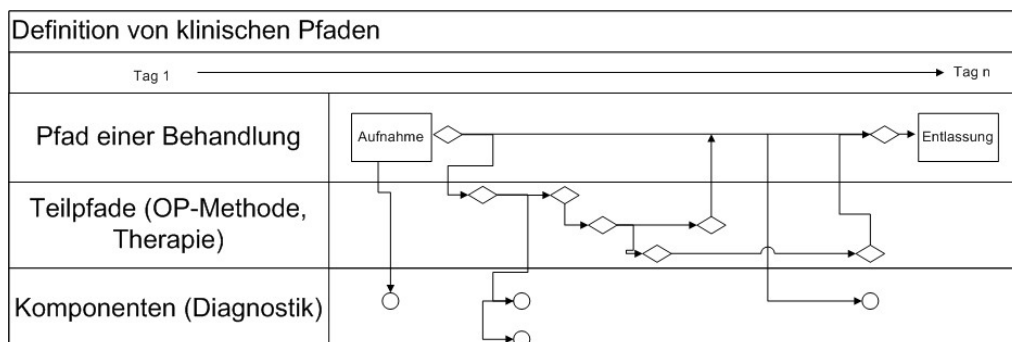 Definition von klinischen Pfaden
Tag 1
Tag n
Pfad einer Behandlung
Aufnahme
Entlassung
Teilpfade (OP-Methode,
Therapie)
Komponenten (Diagnostik)